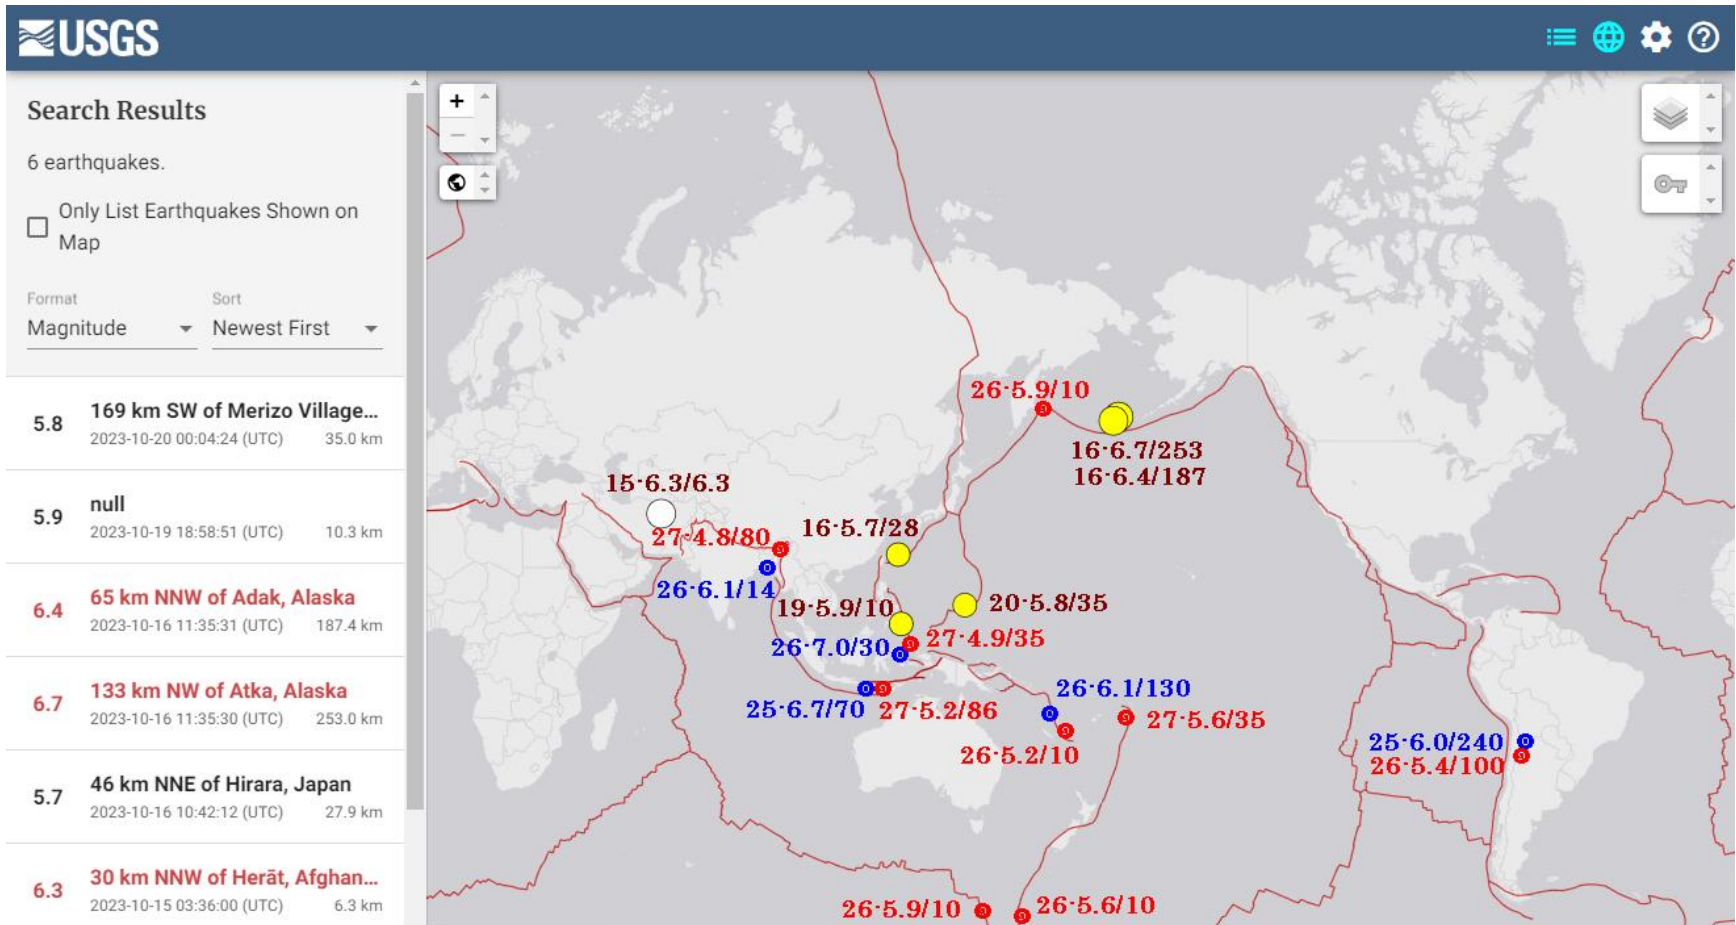 USGS
Search Results
6 earthquakes.
Only List Earthquakes Shown on
Map
Format
Magnitude
Sort
Newest First
5.8
169 km SW of Merizo Village...
2023-10-20 00:04:24 (UTC) 35.0 km
5.9
null
2023-10-19 18:58:51 (UTC) 10.3 km
6.4
65 km NNW of Adak, Alaska
2023-10-16 11:35:31 (UTC) 187.4 km
6.7
133 km NW of Atka, Alaska
2023-10-16 11:35:30 (UTC) 253.0 km
5.7
46 km NNE of Hirara, Japan
2023-10-16 10:42:12 (UTC) 27.9 km
6.3
30 km NNW of Herāt, Afghan...
2023-10-15 03:36:00 (UTC) 6.3 km
+
−
26·5.9/10
16·6.7/253
16·6.4/187
15·6.3/6.3
16·5.7/28
27·4.8/80
26·6.1/14
19·5.9/10
20·5.8/35
27·4.9/35
26·7.0/30
26·6.1/130
25·6.7/70
27·5.2/86
27·5.6/35
26·5.2/10
25·6.0/240
26·5.4/100
26·5.9/10
26·5.6/10